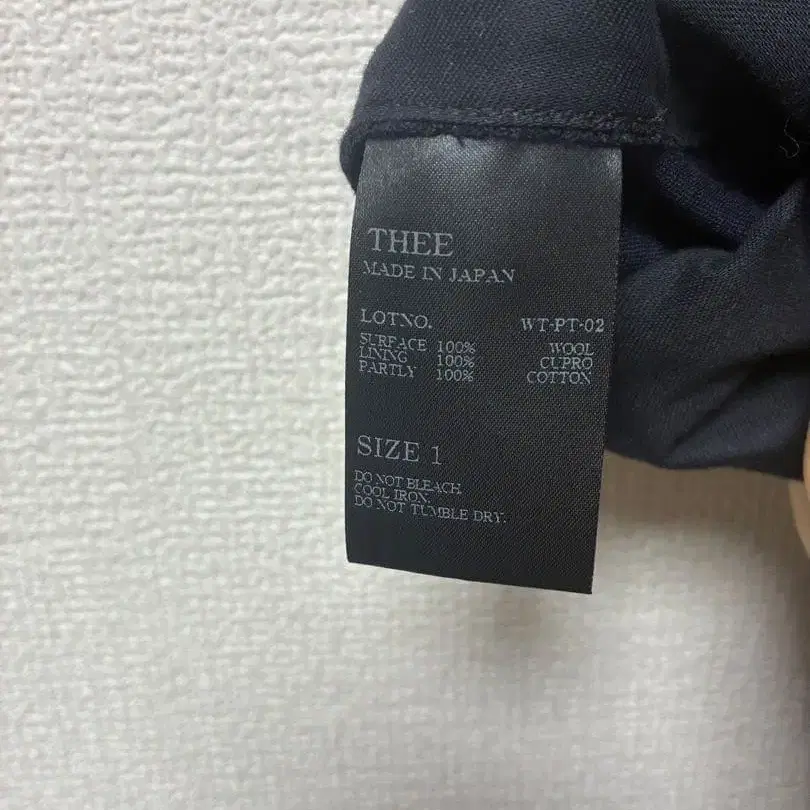 THEE
MADE IN JAPAN
LOTNO. WT-PT-02
SURFACE 100% WOOL
LINING 100% CUPRO
PARTLY 100% COTTON
SIZE 1
DO NOT BLEACH.
COOL IRON.
DO NOT TUMBLE DRY.